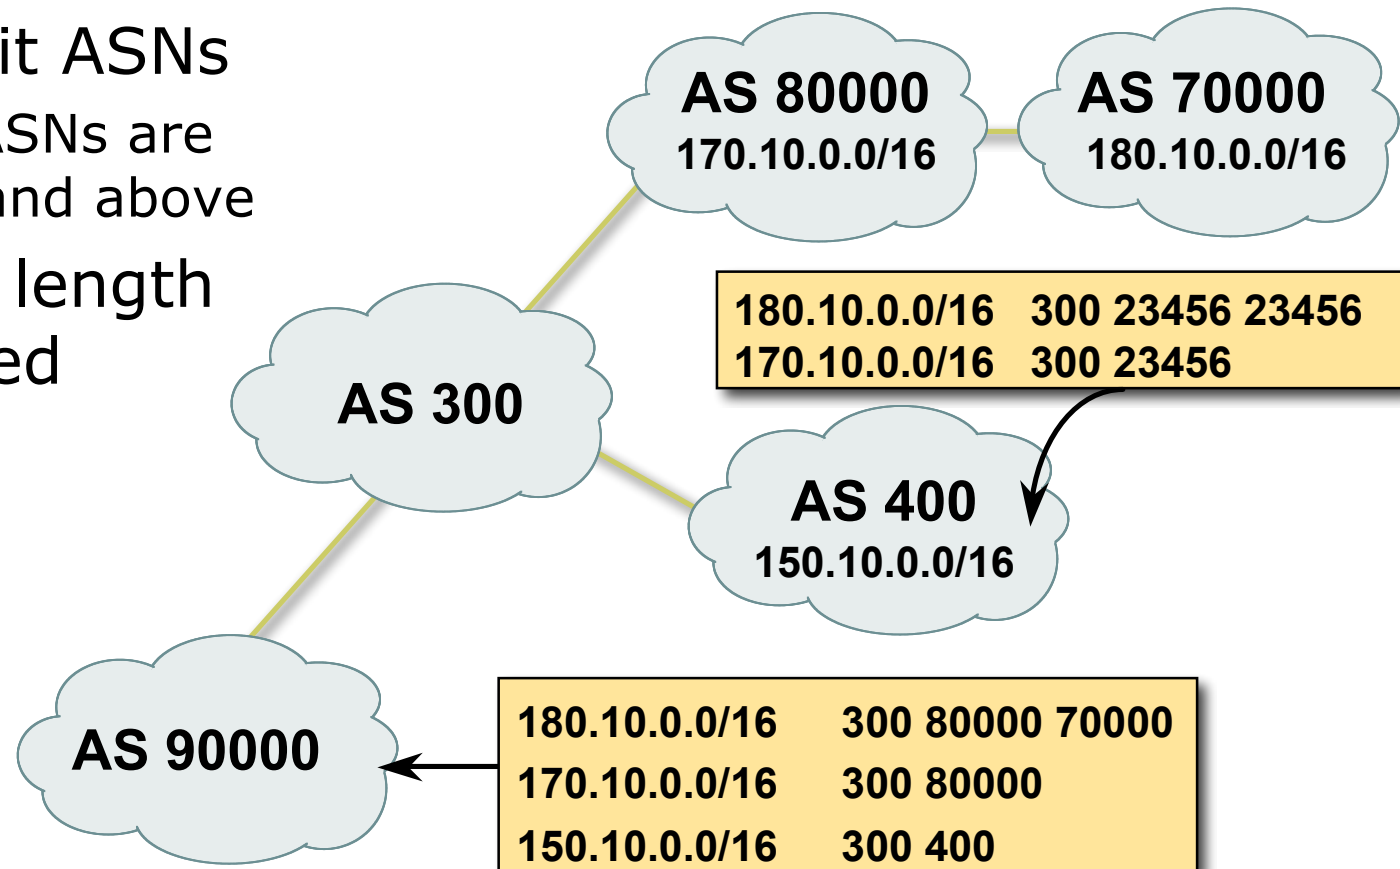 it ASNs
ASNs are
and above
length
ed
AS 80000
170.10.0.0/16
AS 70000
180.10.0.0/16
180.10.0.0/16 300 23456 23456
170.10.0.0/16 300 23456
AS 300
AS 400
150.10.0.0/16
AS 90000
180.10.0.0/16 300 80000 70000
170.10.0.0/16 300 80000
150.10.0.0/16 300 400